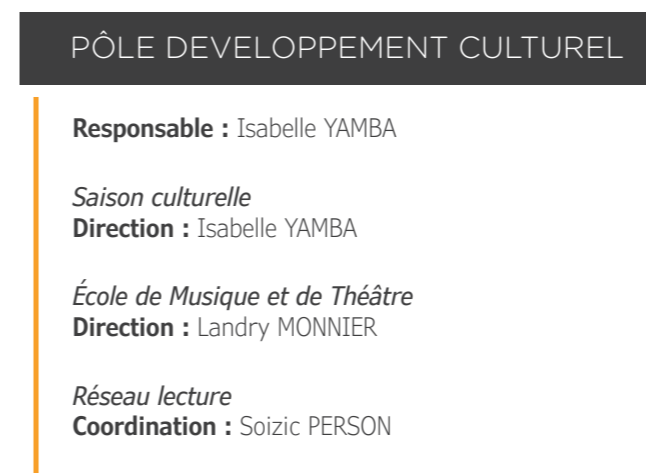 PÔLE DEVELOPPEMENT CULTUREL
Responsable : Isabelle YAMBA
Saison culturelle
Direction : Isabelle YAMBA
École de Musique et de Théâtre
Direction : Landry MONNIER
Réseau lecture
Coordination : Soizic PERSON